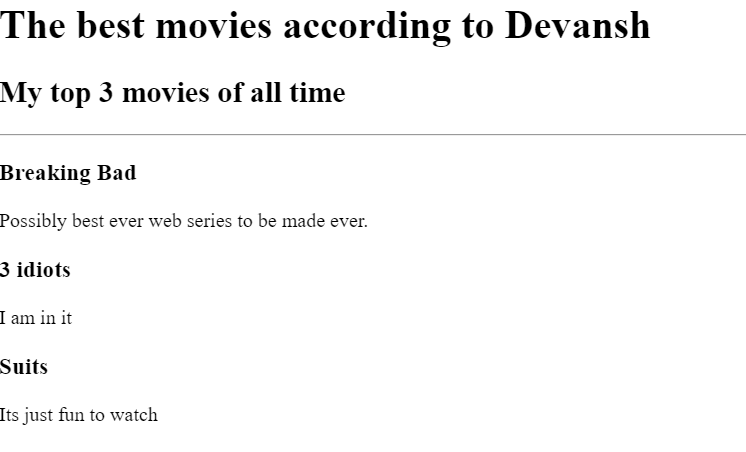 The best movies according to Devansh
My top 3 movies of all time
Breaking Bad
Possibly best ever web series to be made ever.
3 idiots
I am in it
Suits
Its just fun to watch